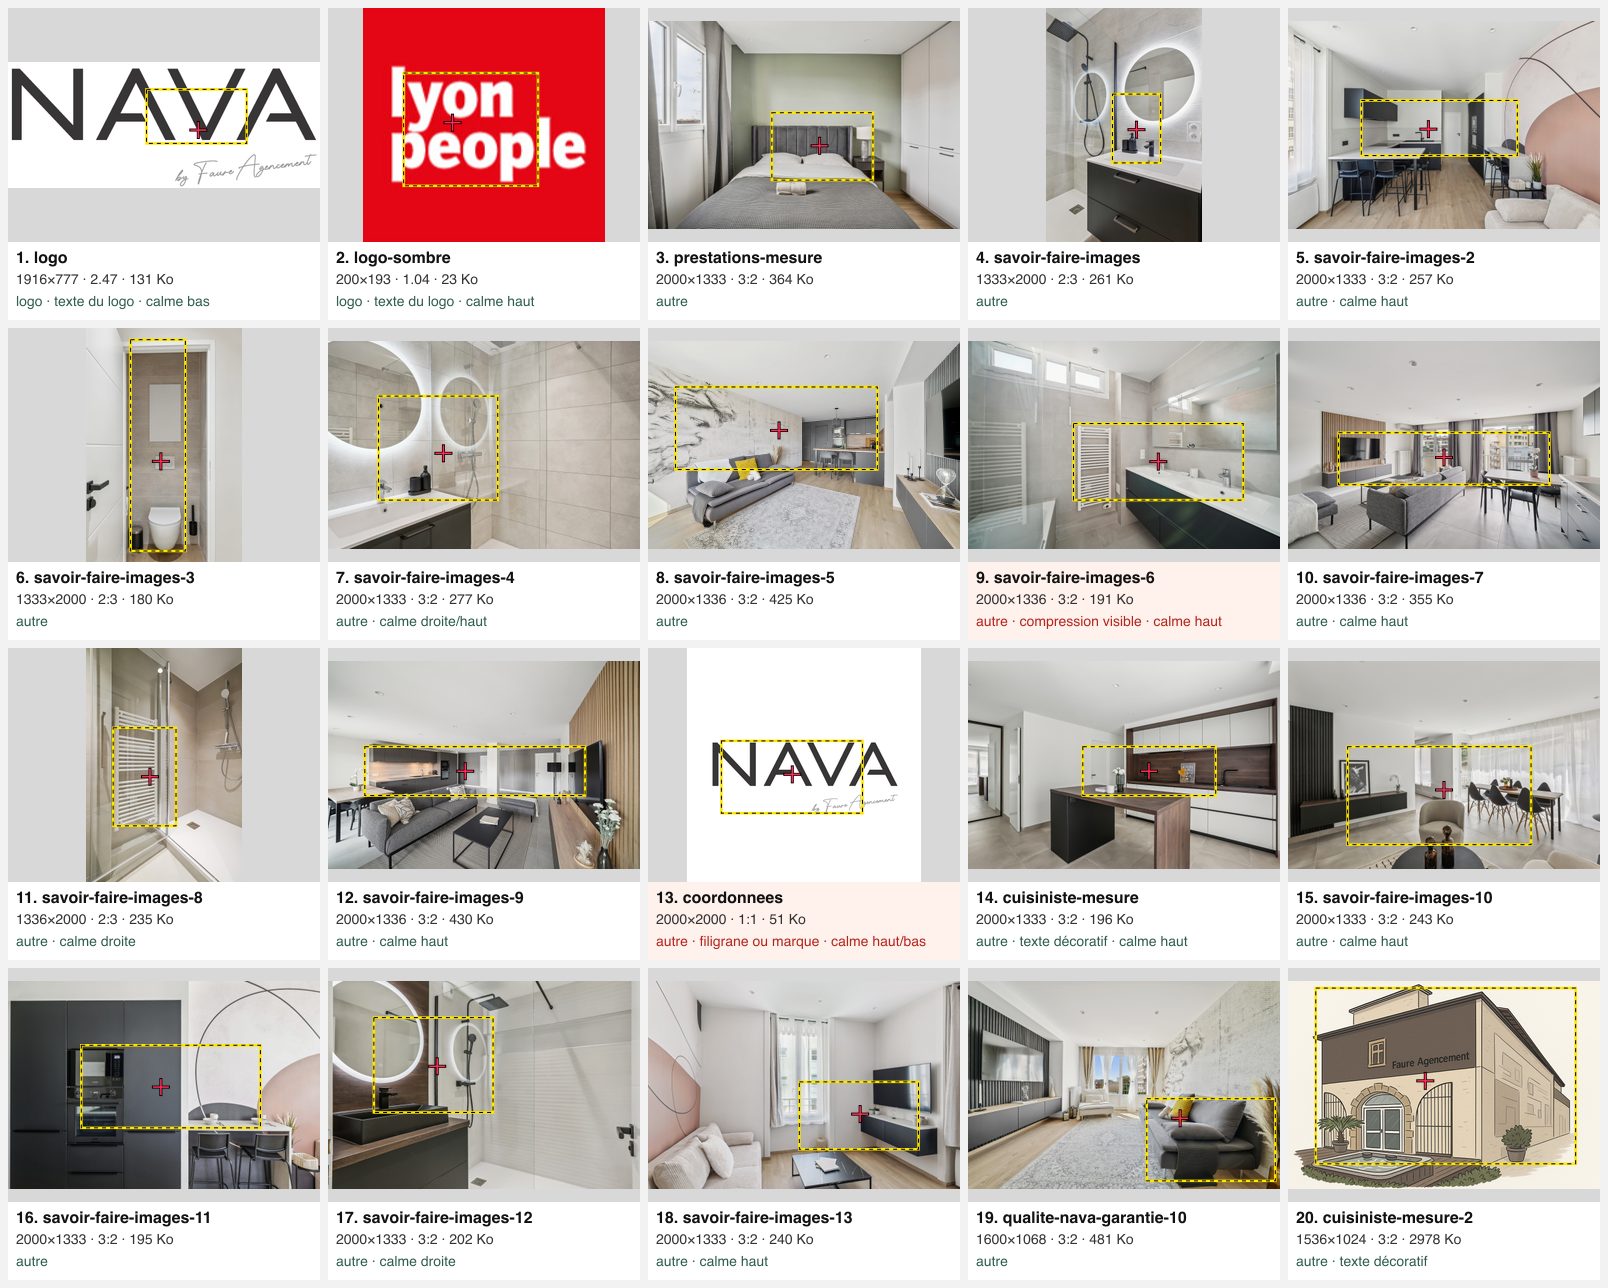 NAVA
by Faure Agencement
1. logo
1916×777 · 2.47 · 131 Ko
logo · texte du logo · calme bas
lyon
people
2. logo-sombre
200×193 · 1.04 · 23 Ko
logo · texte du logo · calme haut
3. prestations-mesure
2000×1333 · 3:2 · 364 Ko
autre
4. savoir-faire-images
1333×2000 · 2:3 · 261 Ko
autre
5. savoir-faire-images-2
2000×1333 · 3:2 · 257 Ko
autre · calme haut
6. savoir-faire-images-3
1333×2000 · 2:3 · 180 Ko
autre
7. savoir-faire-images-4
2000×1333 · 3:2 · 277 Ko
autre · calme droite/haut
8. savoir-faire-images-5
2000×1336 · 3:2 · 425 Ko
autre
9. savoir-faire-images-6
2000×1336 · 3:2 · 191 Ko
autre · compression visible · calme haut
10. savoir-faire-images-7
2000×1336 · 3:2 · 355 Ko
autre · calme haut
11. savoir-faire-images-8
1336×2000 · 2:3 · 235 Ko
autre · calme droite
12. savoir-faire-images-9
2000×1336 · 3:2 · 430 Ko
autre · calme haut
NAVA
by Faure Agencement
13. coordonnees
2000×2000 · 1:1 · 51 Ko
autre · filigrane ou marque · calme haut/bas
14. cuisiniste-mesure
2000×1333 · 3:2 · 196 Ko
autre · texte décoratif · calme haut
15. savoir-faire-images-10
2000×1333 · 3:2 · 243 Ko
autre · calme haut
16. savoir-faire-images-11
2000×1333 · 3:2 · 195 Ko
autre
17. savoir-faire-images-12
2000×1333 · 3:2 · 202 Ko
autre · calme droite
18. savoir-faire-images-13
2000×1333 · 3:2 · 240 Ko
autre · calme haut
19. qualite-nava-garantie-10
1600×1068 · 3:2 · 481 Ko
autre
Faure Agencement
20. cuisiniste-mesure-2
1536×1024 · 3:2 · 2978 Ko
autre · texte décoratif